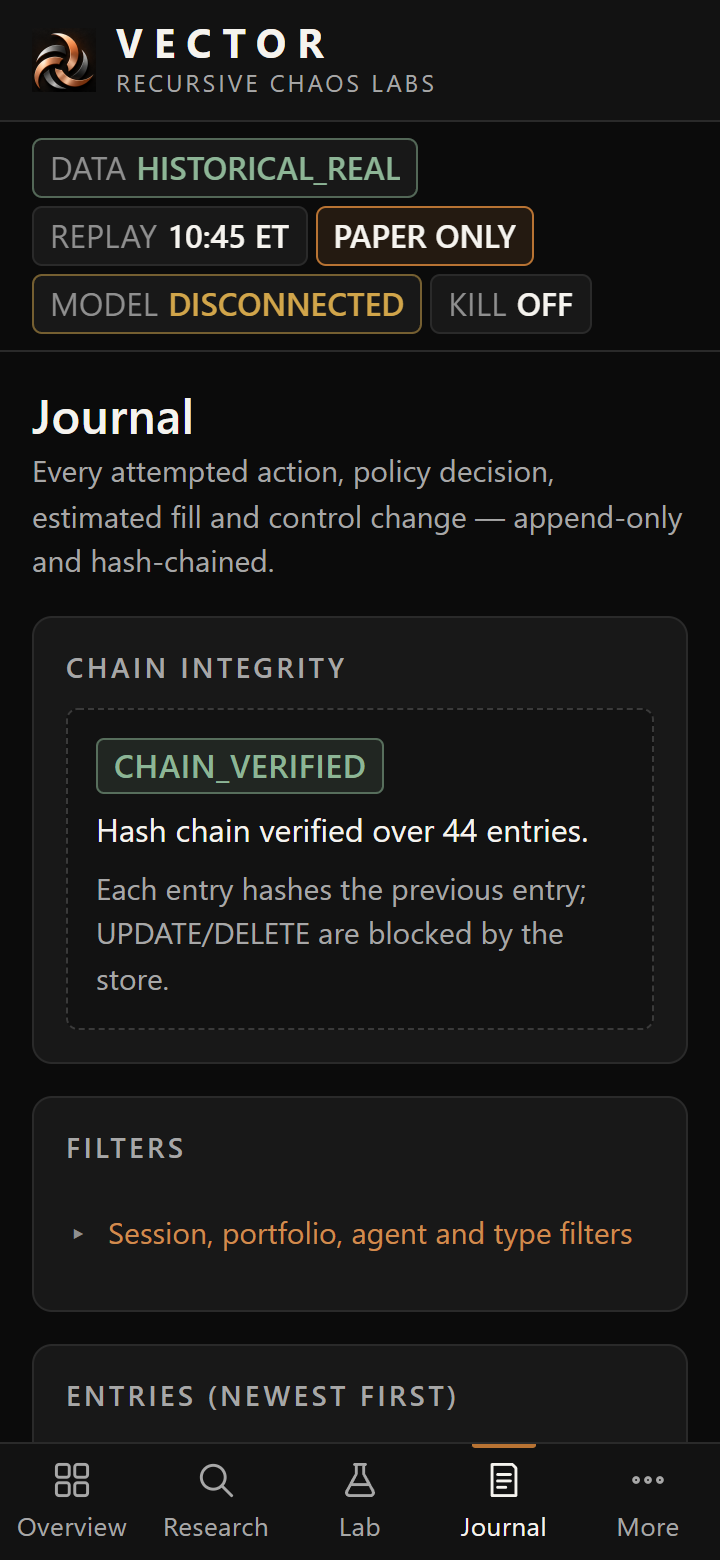 VECTOR
RECURSIVE CHAOS LABS
DATA HISTORICAL_REAL
REPLAY 10:45 ET PAPER ONLY
MODEL DISCONNECTED KILL OFF
Journal
Every attempted action, policy decision,
estimated fill and control change — append-only
and hash-chained.
CHAIN INTEGRITY
CHAIN_VERIFIED
Hash chain verified over 44 entries.
Each entry hashes the previous entry;
UPDATE/DELETE are blocked by the
store.
FILTERS
Session, portfolio, agent and type filters
ENTRIES (NEWEST FIRST)
Overview Research Lab Journal More